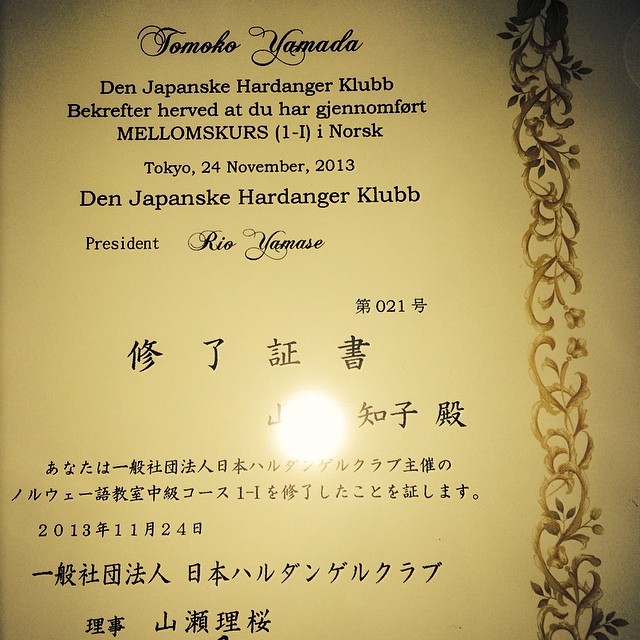 Tomoko Yamada
Den Japanske Hardanger Klubb
Bekrefter herved at du har gjennomført
MELLOMSKURS (1-I) i Norsk
Tokyo, 24 November, 2013
Den Japanske Hardanger Klubb
President Rio Yamase
第021号
修了証書
山 知子 殿
あなたは一般社団法人日本ハルダンゲルクラブ主催の
ノルウェー語教室中級コース1-Iを修了したことを証します。
2013年11月24日
一般社団法人 日本ハルダンゲルクラブ
理事 山瀬理桜